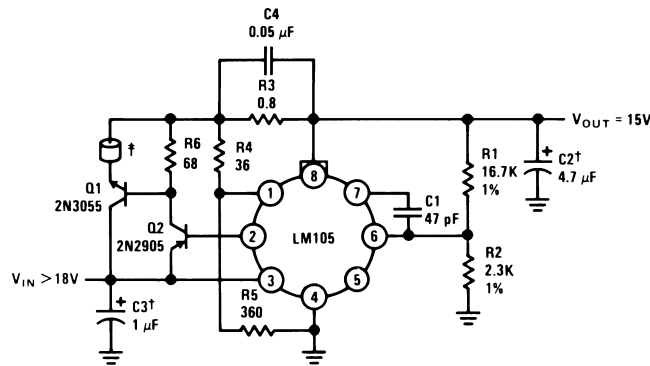 C4
0.05 μF
R3
0.8
VOUT = 15V
‡
R6
68
R4
36
R1
16.7K
1%
C2†
4.7 μF
+
Q1
2N3055
8
1
7
C1
47 pF
Q2
2N2905
2
LM105
6
R2
2.3K
1%
VIN > 18V
3
5
+
C3†
1 μF
R5
360
4